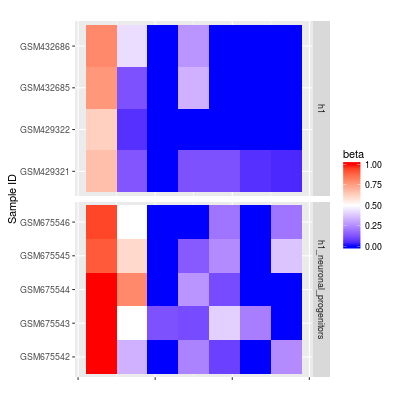 GSM432686
GSM432685
GSM429322
GSM429321
h1
GSM675546
GSM675545
GSM675544
GSM675543
GSM675542
h1_neuronal_progenitors
Sample ID
beta
1.00
0.75
0.50
0.25
0.00